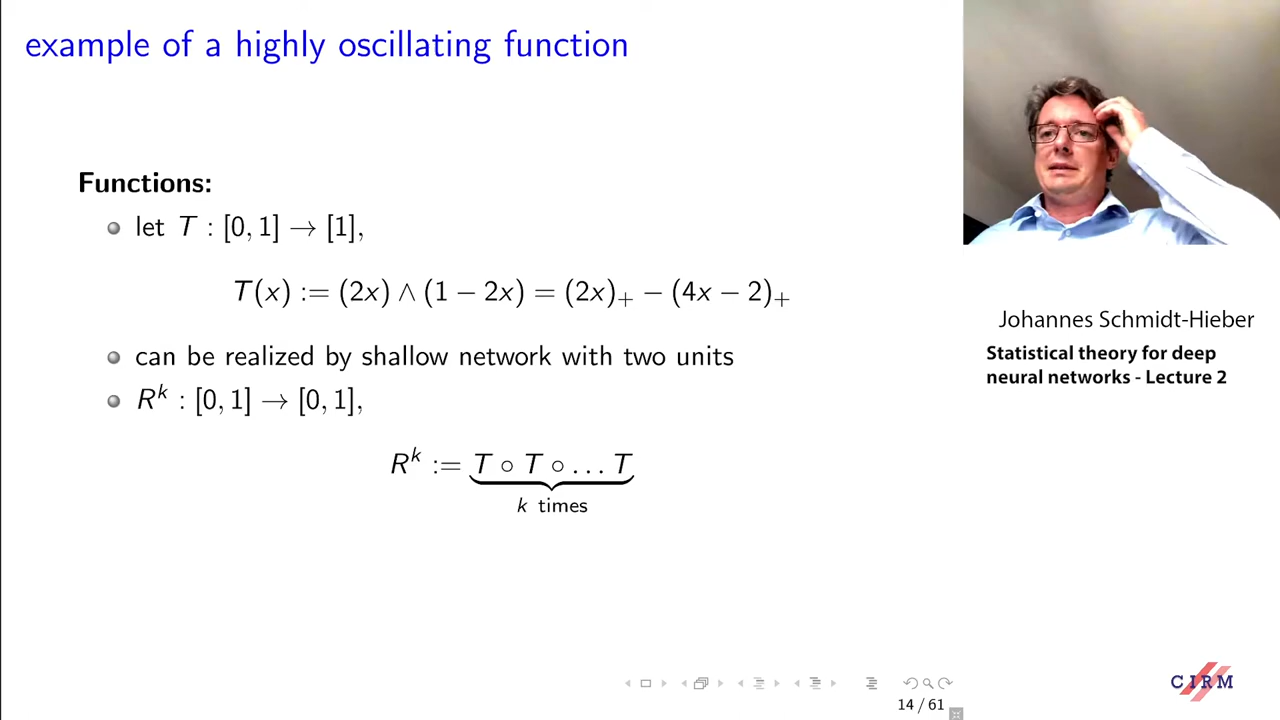 example of a highly oscillating function
Functions:
let T : [0, 1] → [1],
T(x) := (2x) ∧ (1 − 2x) = (2x)₊ − (4x − 2)₊
can be realized by shallow network with two units
Rᵏ : [0, 1] → [0, 1],
Rᵏ := T ∘ T ∘ … T
k times
Johannes Schmidt-Hieber
Statistical theory for deep
neural networks - Lecture 2
14 / 61
CIRM